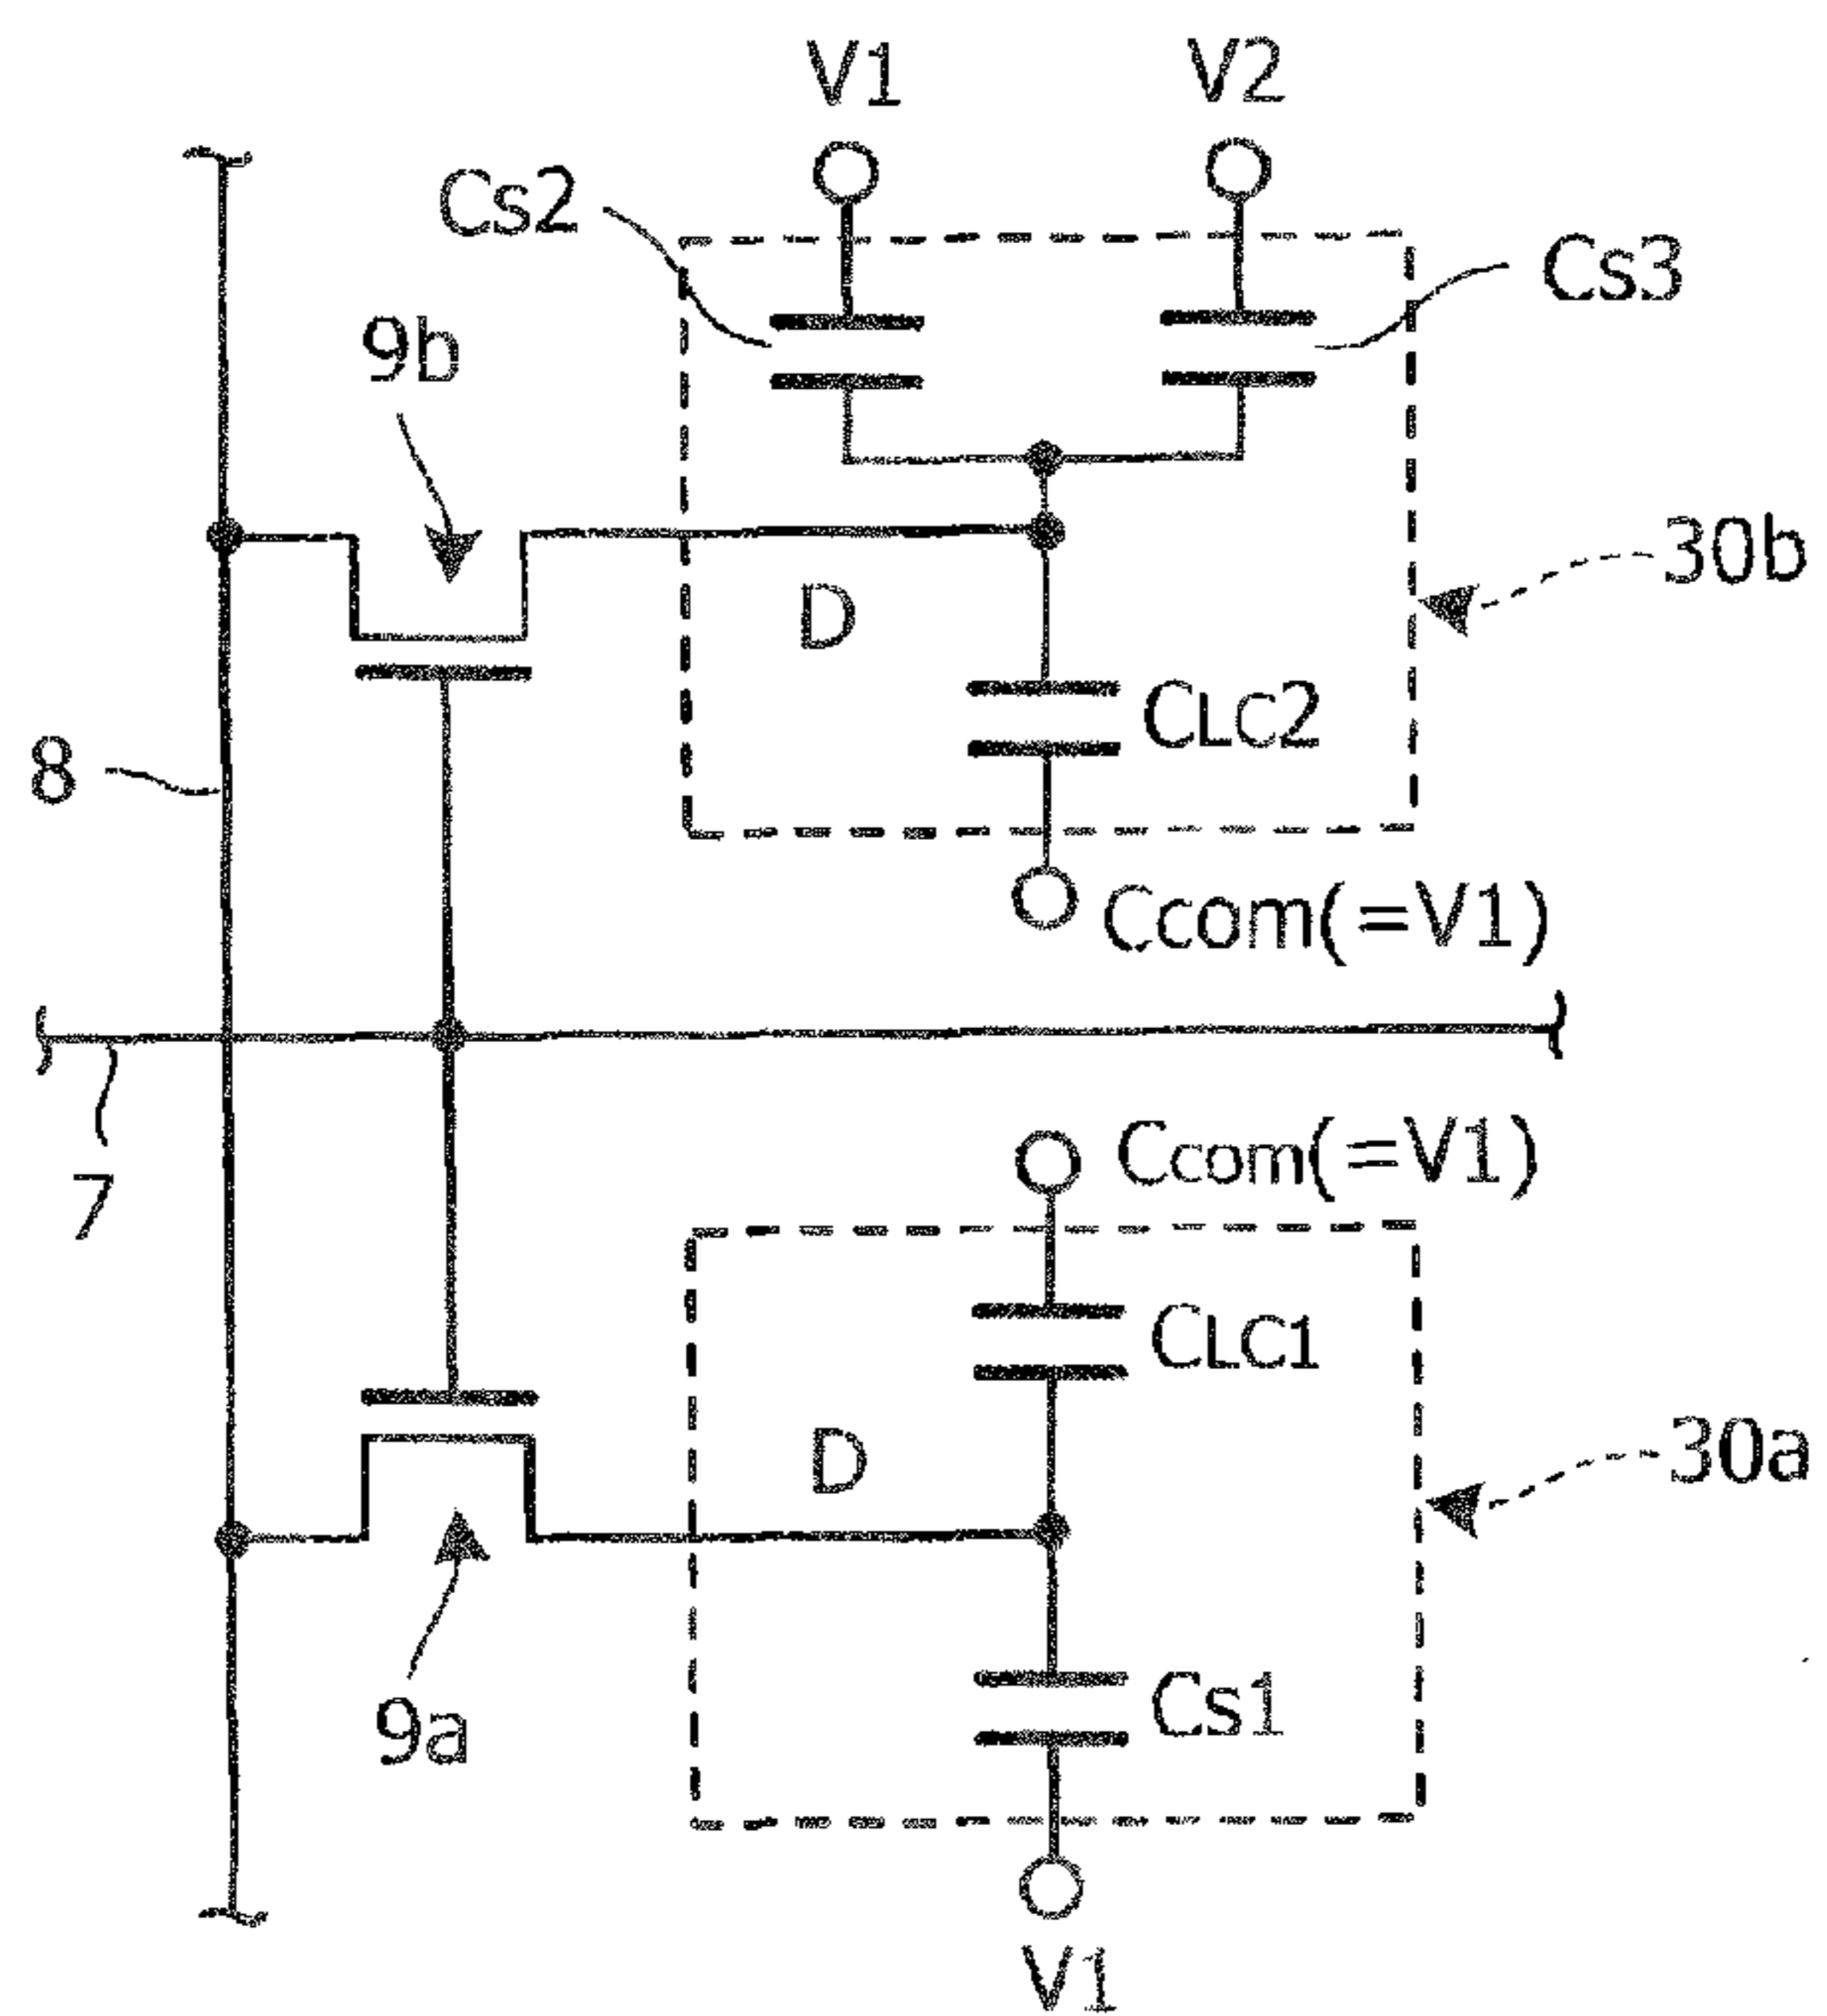 V1 V2
Cs2
Cs3
9b
30b
D
CLC2
8
Ccom(=V1)
7
Ccom(=V1)
CLC1
D
30a
9a
Cs1
V1